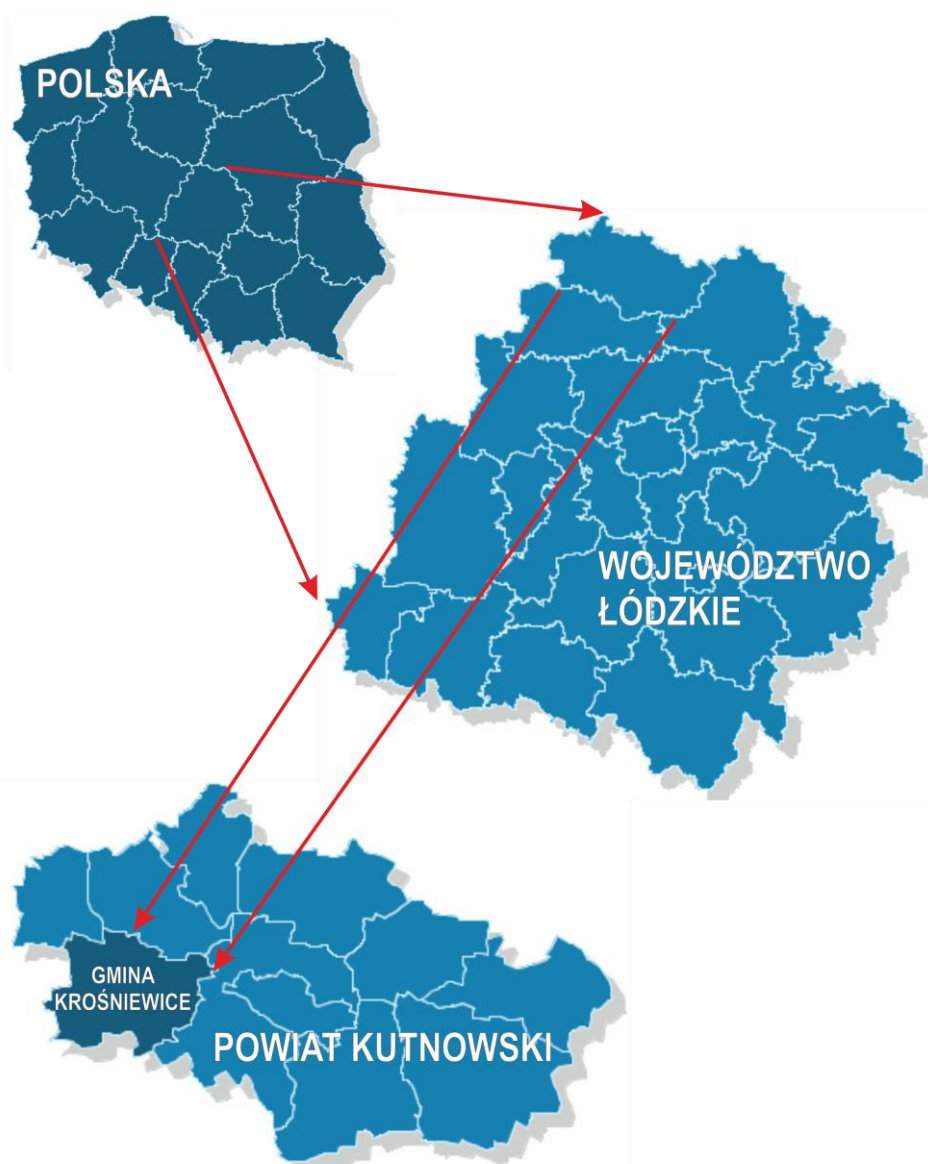 POLSKA
WOJEWÓDZTWO
ŁÓDZKIE
GMINA
KROŚNIEWICE
POWIAT KUTNOWSKI